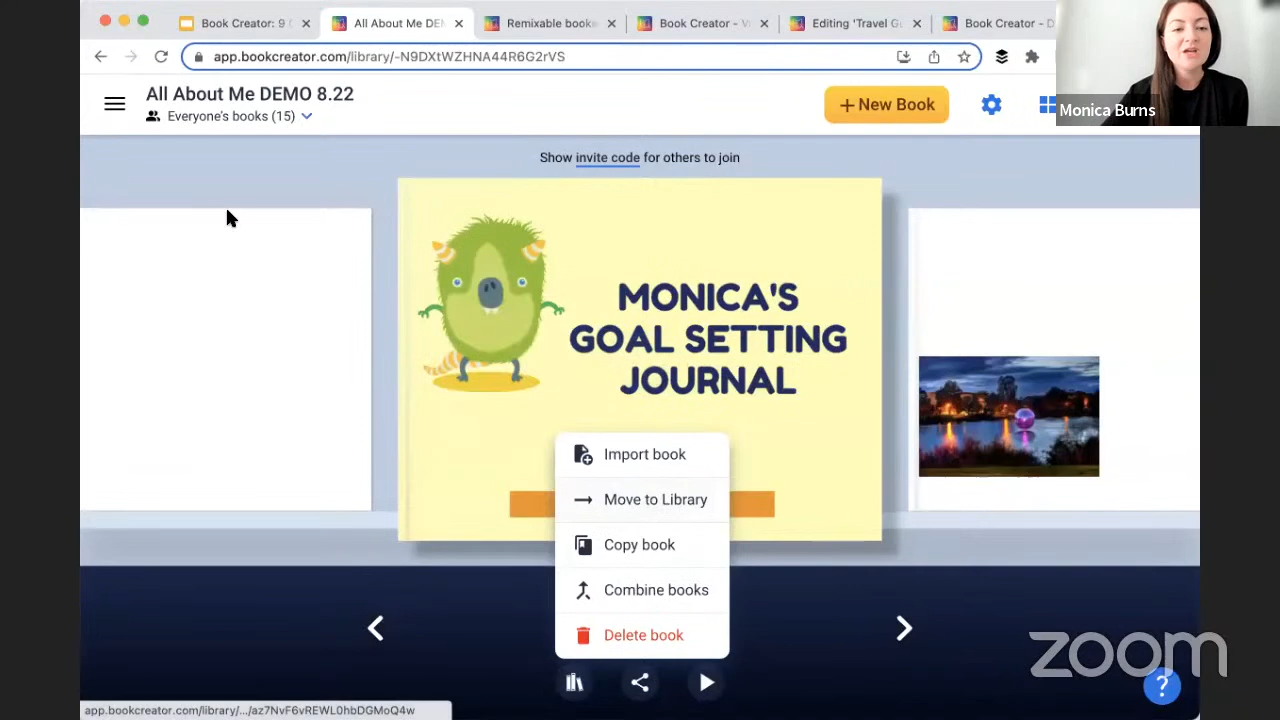 Book Creator: 9
All About Me DEM
Remixable book
Book Creator - V
Editing 'Travel G
Book Creator - D
app.bookcreator.com/library/-N9DXtWZHNA44R6G2rVS
Monica Burns
All About Me DEMO 8.22
+ New Book
Everyone's books (15)
Show invite code for others to join
MONICA'S
GOAL SETTING
JOURNAL
Import book
Move to Library
Copy book
Combine books
Delete book
zoom
?
app.bookcreator.com/library/.../az7NvF6vREWL0hbDGMoQ4w